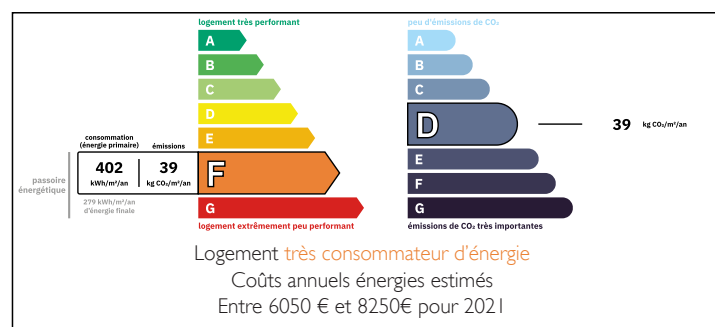 logement très performant
A
B
C
D
E
consommation
(énergie primaire)
émissions
402
kWh/m²/an
39
kg CO₂/m²/an
F
passoire
énergétique
279 kWh/m²/an
d'énergie finale
G
logement extrêmement peu performant
peu d'émissions de CO₂
A
B
C
D
39 kg CO₂/m²/an
E
F
G
émissions de CO₂ très importantes
Logement très consommateur d'énergie
Coûts annuels énergies estimés
Entre 6050 € et 8250€ pour 2021